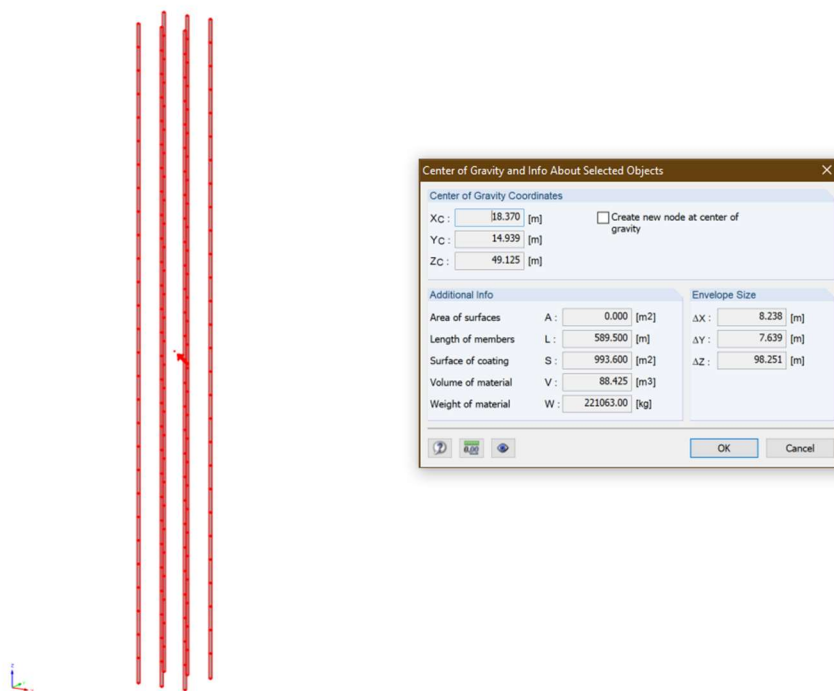 Center of Gravity and Info About Selected Objects
Center of Gravity Coordinates
XC : 18.370 [m] Create new node at center of gravity
YC : 14.939 [m]
ZC : 49.125 [m]
Additional Info Envelope Size
Area of surfaces A : 0.000 [m2] ΔX : 8.238 [m]
Length of members L : 589.500 [m] ΔY : 7.639 [m]
Surface of coating S : 993.600 [m2] ΔZ : 98.251 [m]
Volume of material V : 88.425 [m3]
Weight of material W : 221063.00 [kg]
0.00 OK Cancel